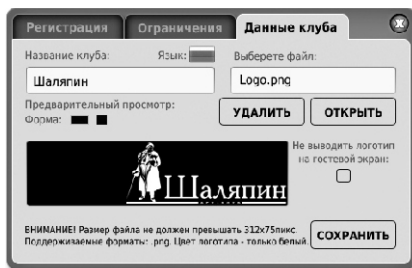 Регистрация Ограничения Данные клуба
Название клуба: Язык: Выберете файл:
Шаляпин Logo.png
Предварительный просмотр:
Форма:
УДАЛИТЬ ОТКРЫТЬ
Не выводить логотип
на гостевой экран:
Шаляпин
ВНИМАНИЕ! Размер файла не должен превышать 312x75пикс.
Поддерживаемые форматы: .png. Цвет логотипа - только белый.
СОХРАНИТЬ